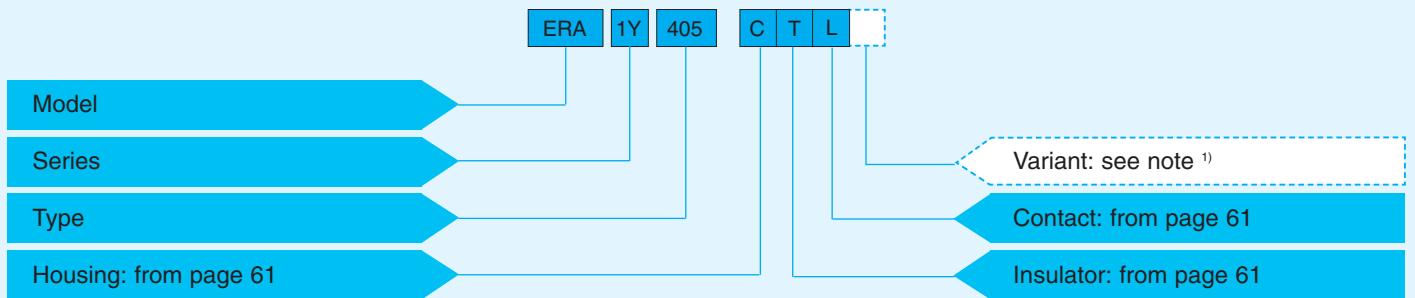 ERA 1Y 405 C T L
Model
Series
Variant: see note 1)
Type
Contact: from page 61
Housing: from page 61
Insulator: from page 61